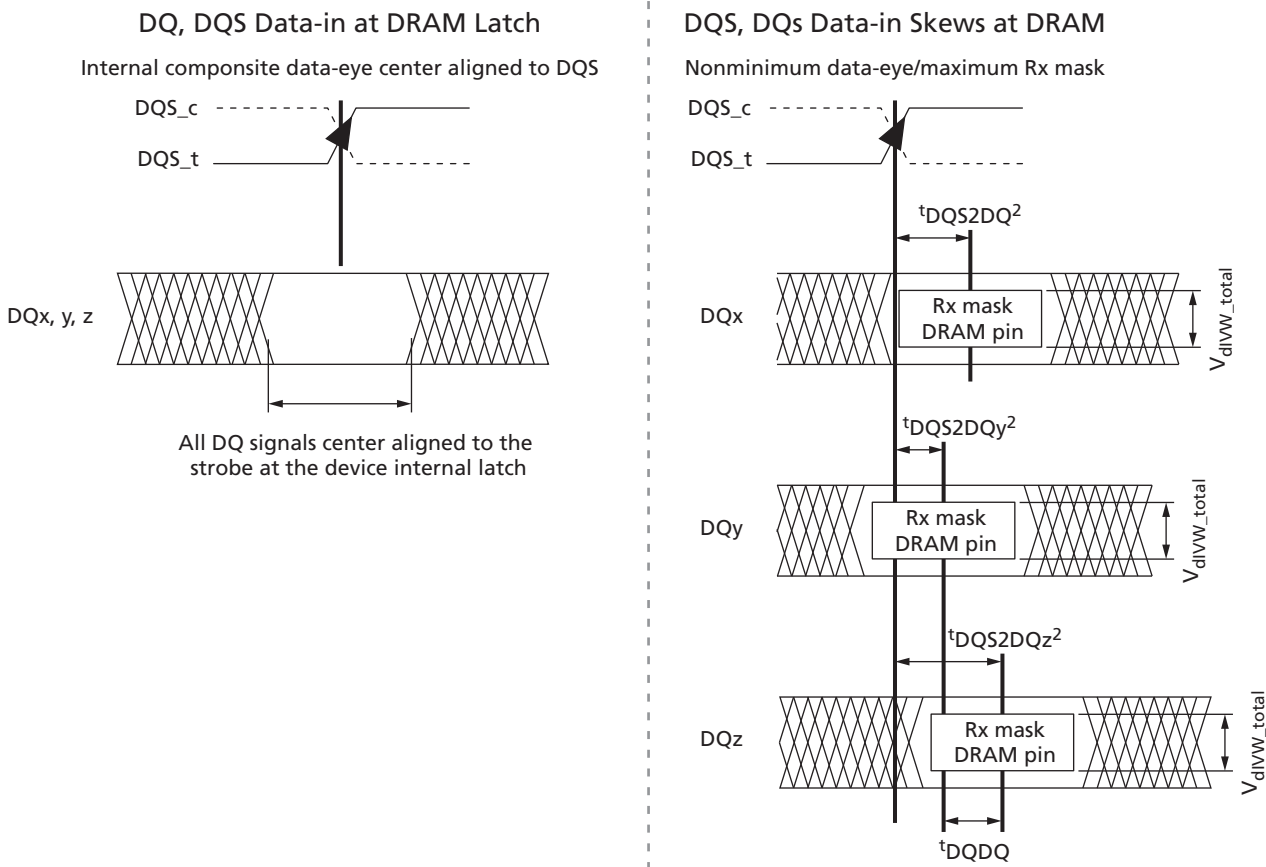 DQ, DQS Data-in at DRAM Latch
Internal componsite data-eye center aligned to DQS
DQS_c
DQS_t
DQx, y, z
All DQ signals center aligned to the
strobe at the device internal latch
DQS, DQs Data-in Skews at DRAM
Nonminimum data-eye/maximum Rx mask
DQS_c
DQS_t
tDQS2DQ2
DQx
Rx mask
DRAM pin
VdIVW_total
tDQS2DQy2
DQy
Rx mask
DRAM pin
VdIVW_total
tDQS2DQz2
DQz
Rx mask
DRAM pin
VdIVW_total
tDQDQ